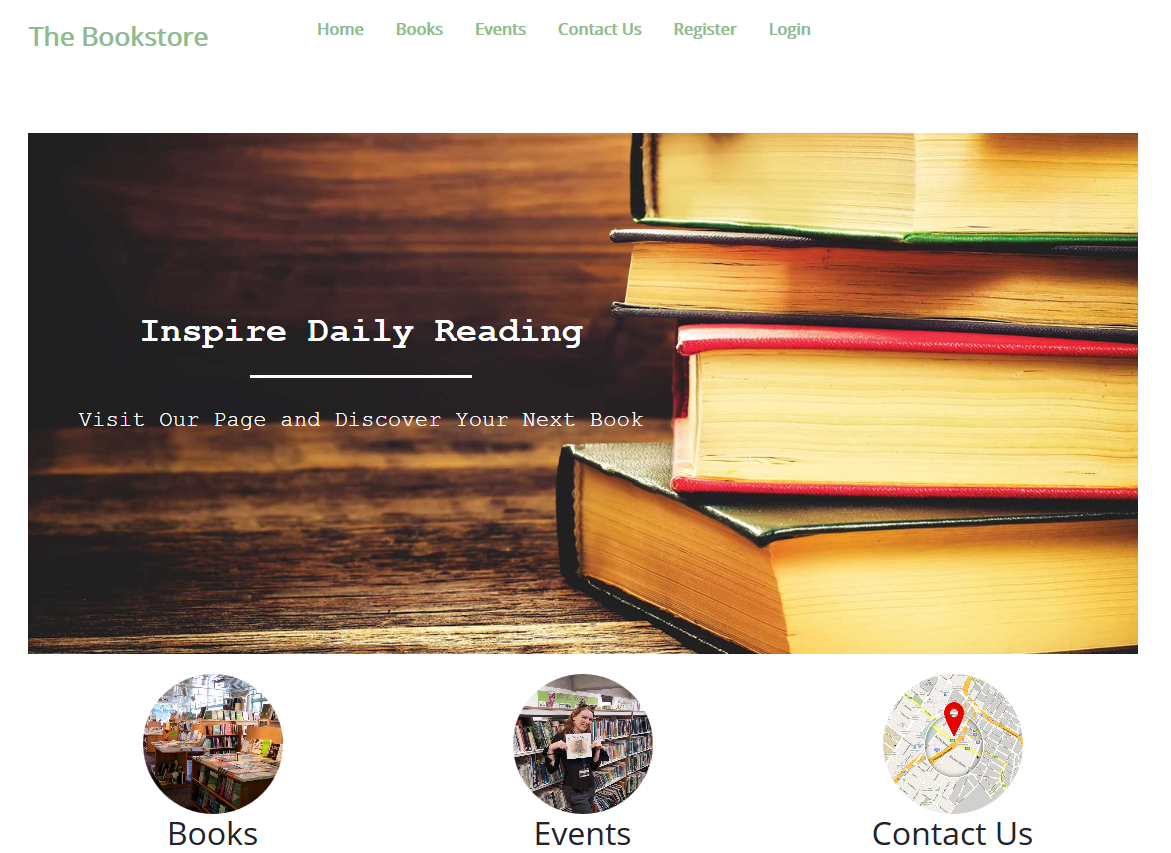 The Bookstore
Home Books Events Contact Us Register Login
Inspire Daily Reading
Visit Our Page and Discover Your Next Book
Books Events Contact Us